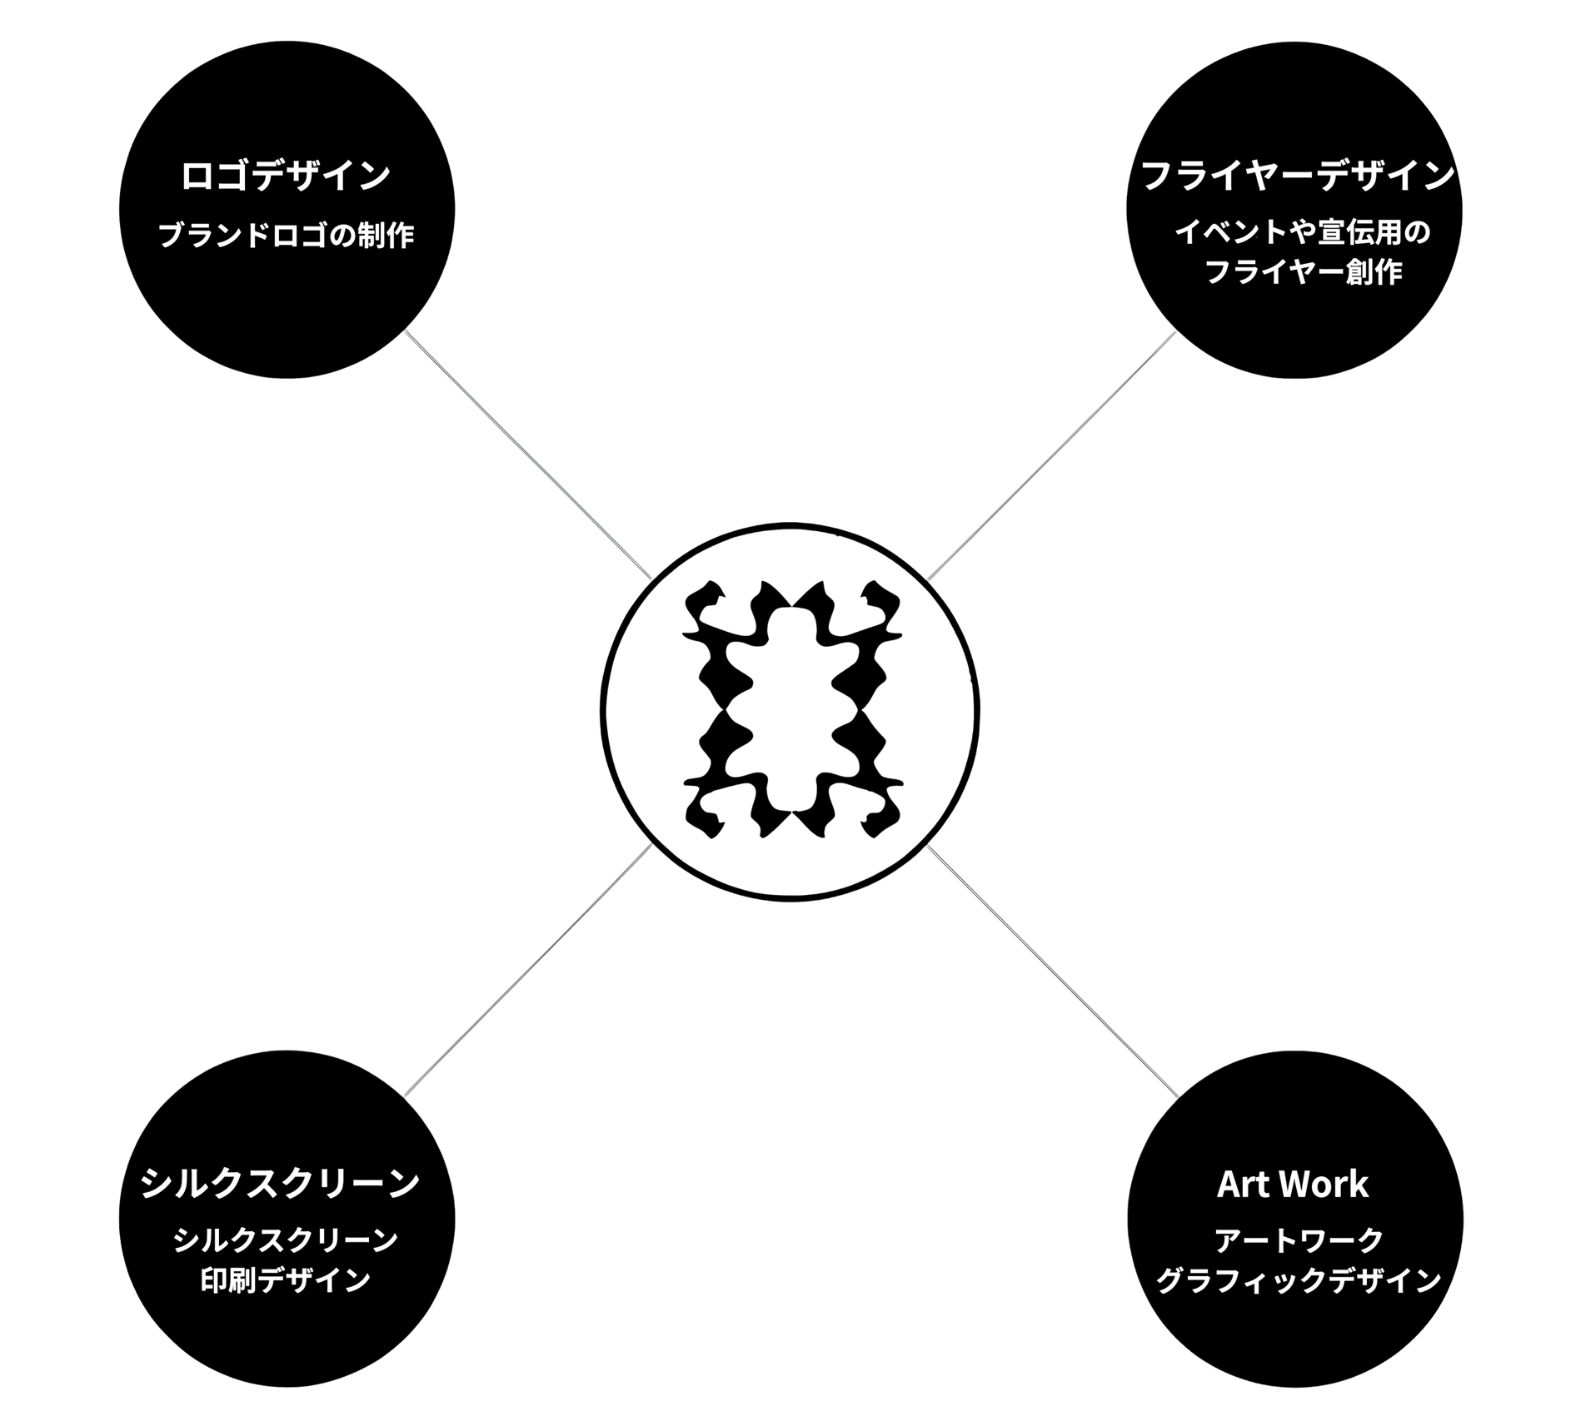 ロゴデザイン
ブランドロゴの制作
フライヤーデザイン
イベントや宣伝用の
フライヤー創作
シルクスクリーン
シルクスクリーン
印刷デザイン
Art Work
アートワーク
グラフィックデザイン